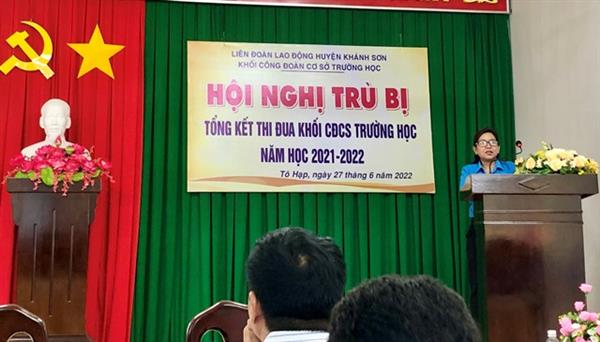 LIÊN ĐOÀN LAO ĐỘNG HUYỆN KHÁNH SƠN
KHỐI CÔNG ĐOÀN CƠ SỞ TRƯỜNG HỌC
HỘI NGHỊ TRÙ BỊ
TỔNG KẾT THI ĐUA KHỐI CĐCS TRƯỜNG HỌC
NĂM HỌC 2021-2022
Tô Hạp, ngày 27 tháng 6 năm 2022